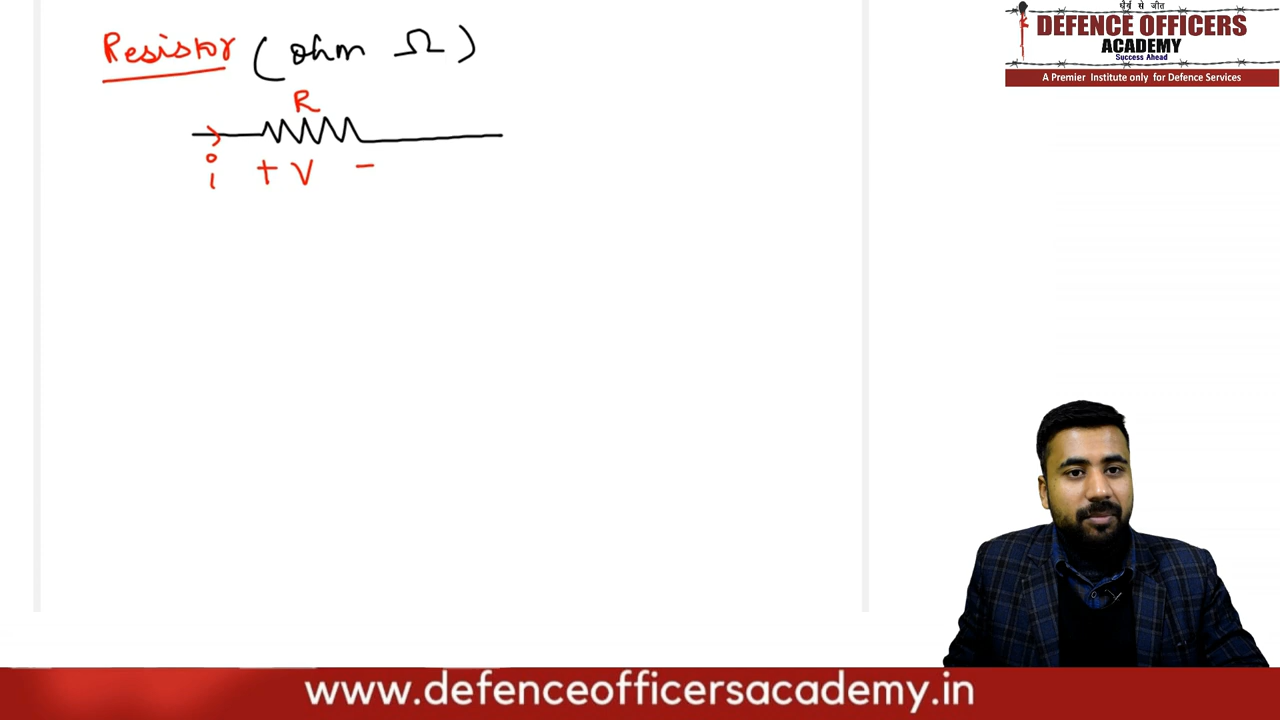 Resistor (ohm Ω)
R
i
+ V -
धैर्य से जीत
DEFENCE OFFICERS
ACADEMY
Success Ahead
A Premier Institute only for Defence Services
www.defenceofficersacademy.in